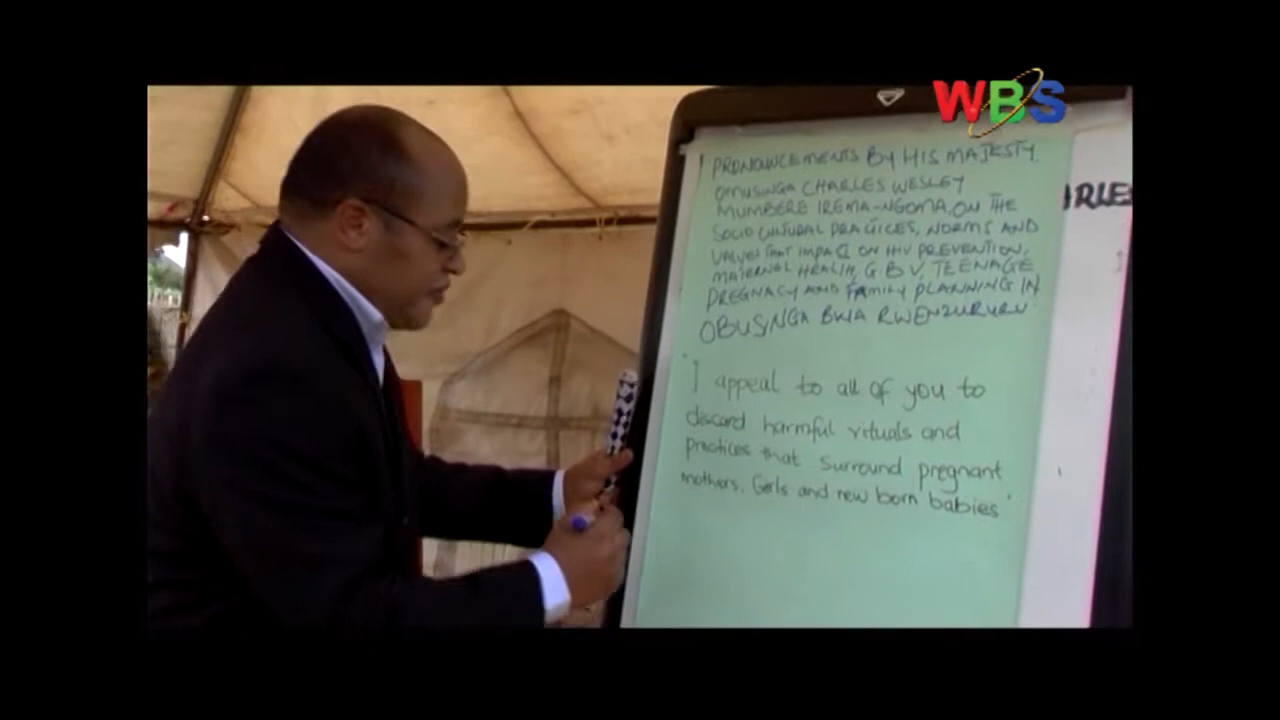 WBS
PRONOUNCEMENTS BY HIS MAJESTY.
OMUSINGA CHARLES WESLEY
MUMBERE IREMA-NGOMA, ON THE
SOCIO CULTURAL PRACTICES, NORMS AND
VALUES THAT IMPACT ON HIV PREVENTION,
MATERNAL HEALTH, G B V, TEENAGE
PREGNACY AND FAMILY PLANNING IN
OBUSINGA BWA RWENZURURU
"I appeal to all of you to
discard harmful rituals and
practices that surround pregnant
mothers, Girls and new born babies"
ARLES